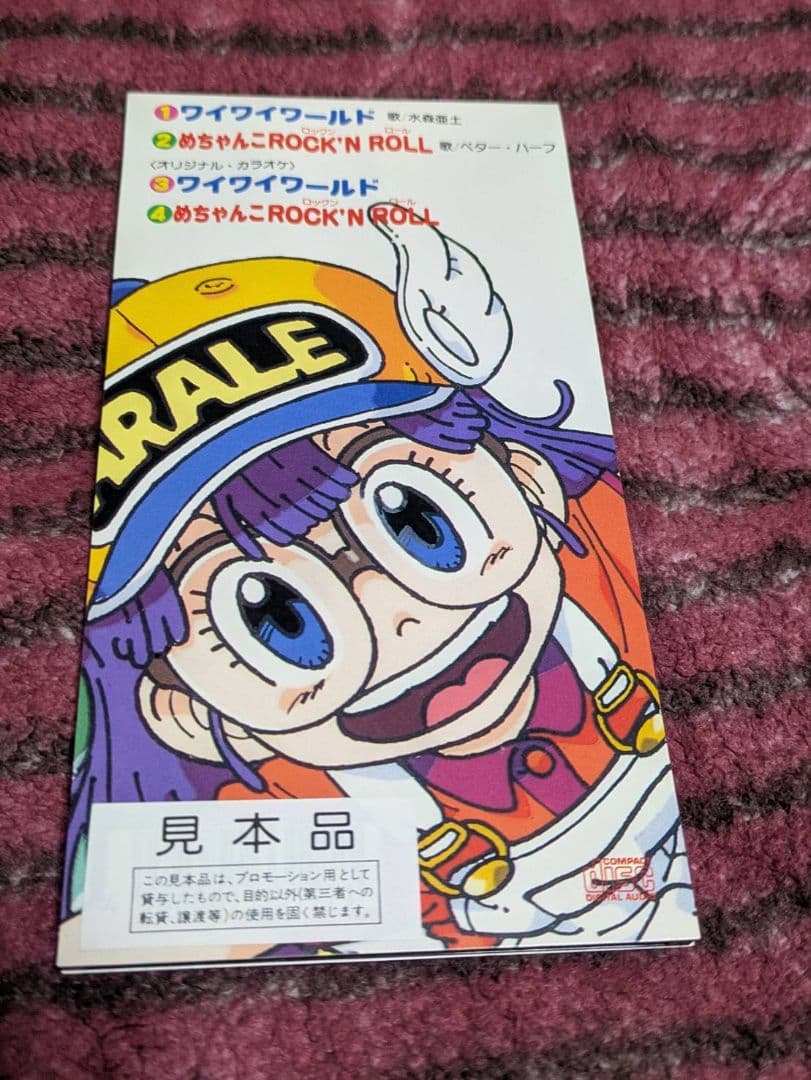 ①ワイワイワールド 歌/水森亜土
②めちゃんこROCK'N ROLL 歌/ベター・ハーフ
ロックン ロール
〈オリジナル・カラオケ〉
③ワイワイワールド
④めちゃんこROCK'N ROLL
ロックン ロール
ARALE
見本品
この見本品は、プロモーション用として
貸与したもので、目的以外(第三者への
転貸、譲渡等)の使用を固く禁じます。
COMPACT
disc
DIGITAL AUDIO